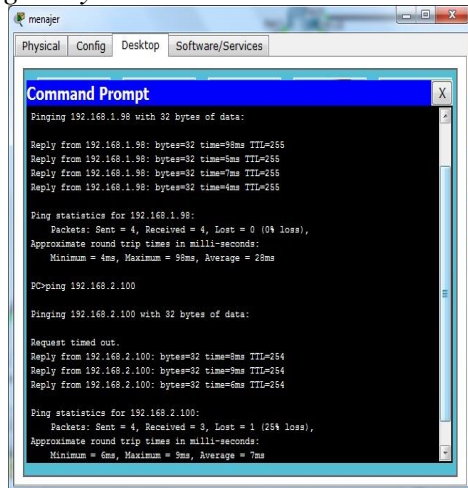 menajer
Physical Config Desktop Software/Services
Command Prompt X
Pinging 192.168.1.98 with 32 bytes of data:
Reply from 192.168.1.98: bytes=32 time=98ms TTL=255
Reply from 192.168.1.98: bytes=32 time=5ms TTL=255
Reply from 192.168.1.98: bytes=32 time=7ms TTL=255
Reply from 192.168.1.98: bytes=32 time=4ms TTL=255
Ping statistics for 192.168.1.98:
Packets: Sent = 4, Received = 4, Lost = 0 (0% loss),
Approximate round trip times in milli-seconds:
Minimum = 4ms, Maximum = 98ms, Average = 28ms
PC>ping 192.168.2.100
Pinging 192.168.2.100 with 32 bytes of data:
Request timed out.
Reply from 192.168.2.100: bytes=32 time=8ms TTL=254
Reply from 192.168.2.100: bytes=32 time=9ms TTL=254
Reply from 192.168.2.100: bytes=32 time=6ms TTL=254
Ping statistics for 192.168.2.100:
Packets: Sent = 4, Received = 3, Lost = 1 (25% loss),
Approximate round trip times in milli-seconds:
Minimum = 6ms, Maximum = 9ms, Average = 7ms